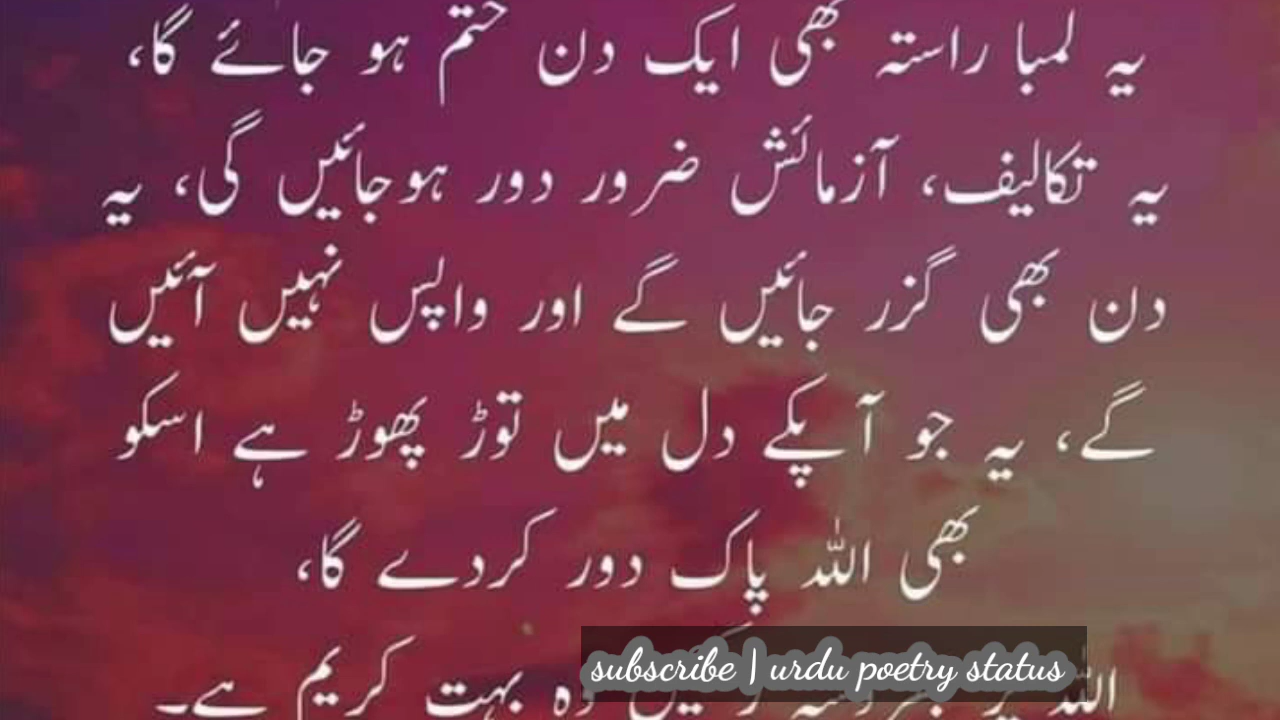 یہ لمبا راستہ بھی ایک دن ختم ہو جائے گا،
یہ تکالیف، آزمائش ضرور دور ہوجائیں گی، یہ
دن بھی گزر جائیں گے اور واپس نہیں آئیں
گے، یہ جو آپکے دل میں توڑ پھوڑ ہے اسکو
بھی اللہ پاک دور کردے گا،
اللہ وہ بہت کریم ہے۔
subscribe | urdu poetry status